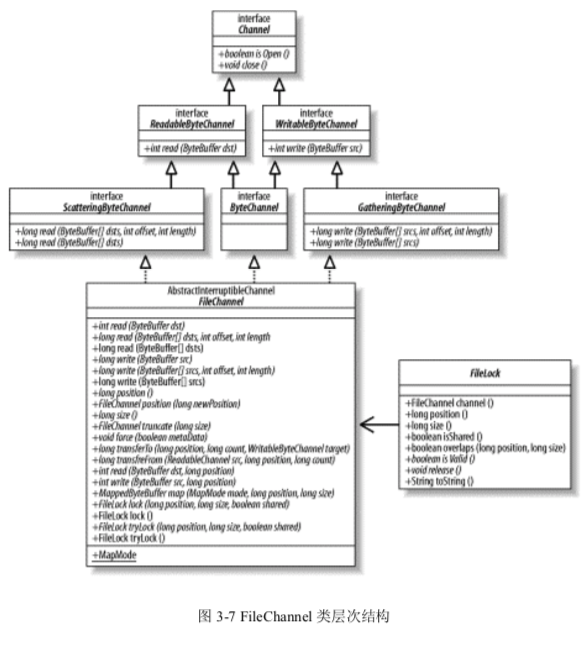 interface
Channel
+boolean is Open ()
+void close ()
interface
ReadableByteChannel
+int read (ByteBuffer dst)
interface
WritableByteChannel
+int write (ByteBuffer src)
interface
ScatteringByteChannel
+long read (ByteBuffer[] dsts, int offset, int length)
+long read (ByteBuffer[] dsts)
interface
ByteChannel
interface
GatheringByteChannel
+long write (ByteBuffer[] srcs, int offset, int length)
+long write (ByteBuffer[] srcs)
AbstractInterruptibleChannel
FileChannel
+int read (ByteBuffer dst)
+long read (ByteBuffer[] dsts, int offset, int length
+long read (ByteBuffer[] dsts)
+long write (ByteBuffer src)
+long write (ByteBuffer[] srcs, int offset, int length)
+long write (ByteBuffer[] srcs)
+long position ()
+FileChannel position (long newPosition)
+long size ()
+FileChannel truncate (long size)
+void force (boolean metaData)
+long transferTo (long position, long count, WritableByteChannel target)
+long transfreFrom (ReadableChannel src, long position, long count)
+int read (ByteBuffer dst, long position)
+int write (ByteBuffer src, long position)
+MappedByteBuffer map (MapMode mode, long position, long size)
+FileLock lock (long position, long size, boolean shared)
+FileLock lock ()
+FileLock tryLock (long position, long size, boolean shared)
+FileLock tryLock ()
+MapMode
FileLock
+FileChannel channel ()
+long position ()
+long size ()
+boolean isShared ()
+boolean overlaps (long position, long size)
+boolean is Valid ()
+void release ()
+String toString ()
图 3-7 FileChannel 类层次结构